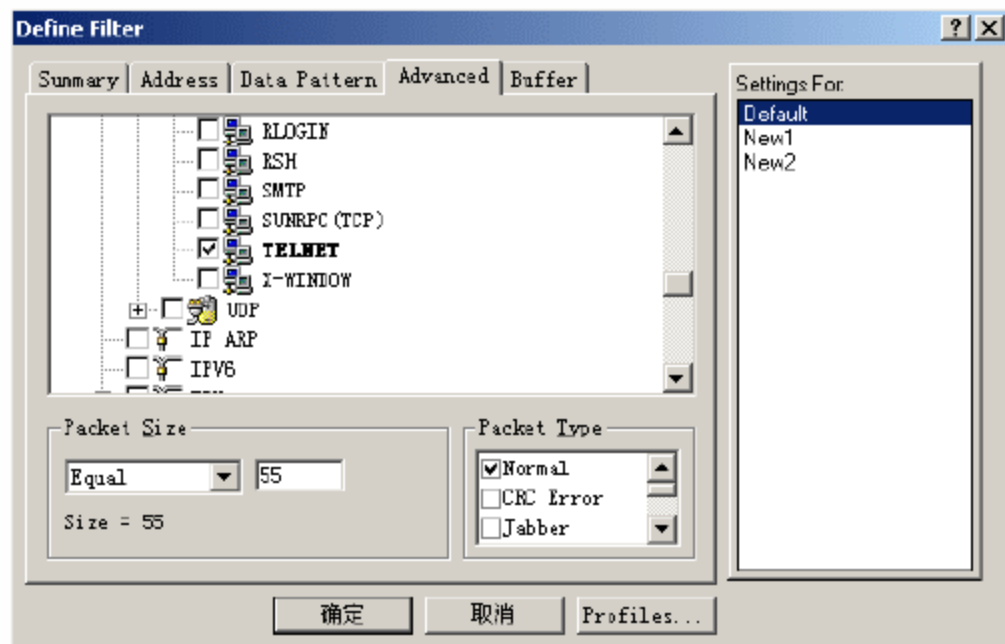 Define Filter
Summary Address Data Pattern Advanced Buffer
Settings For:
Default
New1
New2
RLOGIN
RSH
SMTP
SUNRPC(TCP)
TELNET
X-WINDOW
UDP
IP ARP
IPV6
Packet Size
Equal 55
Size = 55
Packet Type
Normal
CRC Error
Jabber
确定 取消 Profiles...